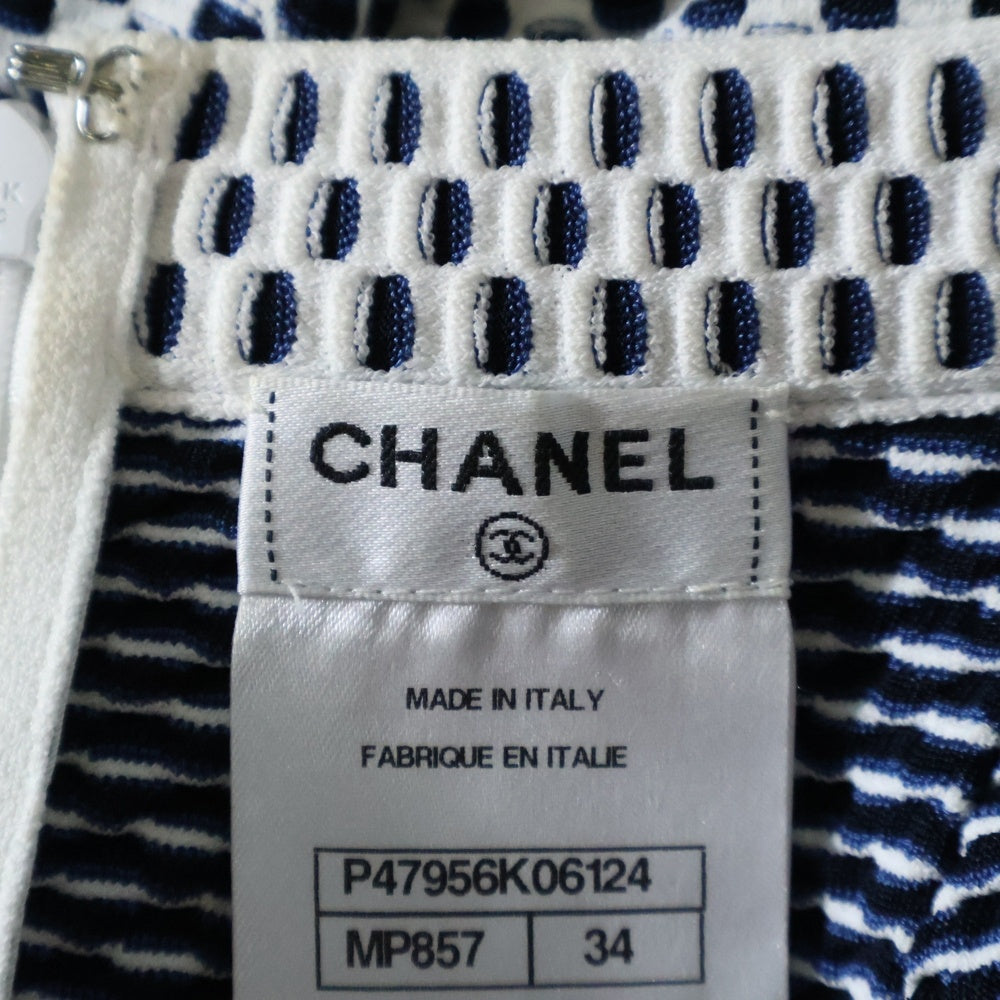 CHANEL
MADE IN ITALY
FABRIQUE EN ITALIE
P47956K06124
MP857 34